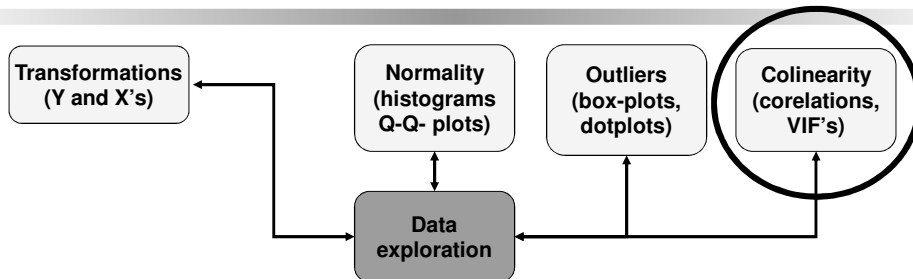 Transformations
(Y and X's)
Normality
(histograms
Q-Q- plots)
Outliers
(box-plots,
dotplots)
Colinearity
(corelations,
VIF's)
Data
exploration